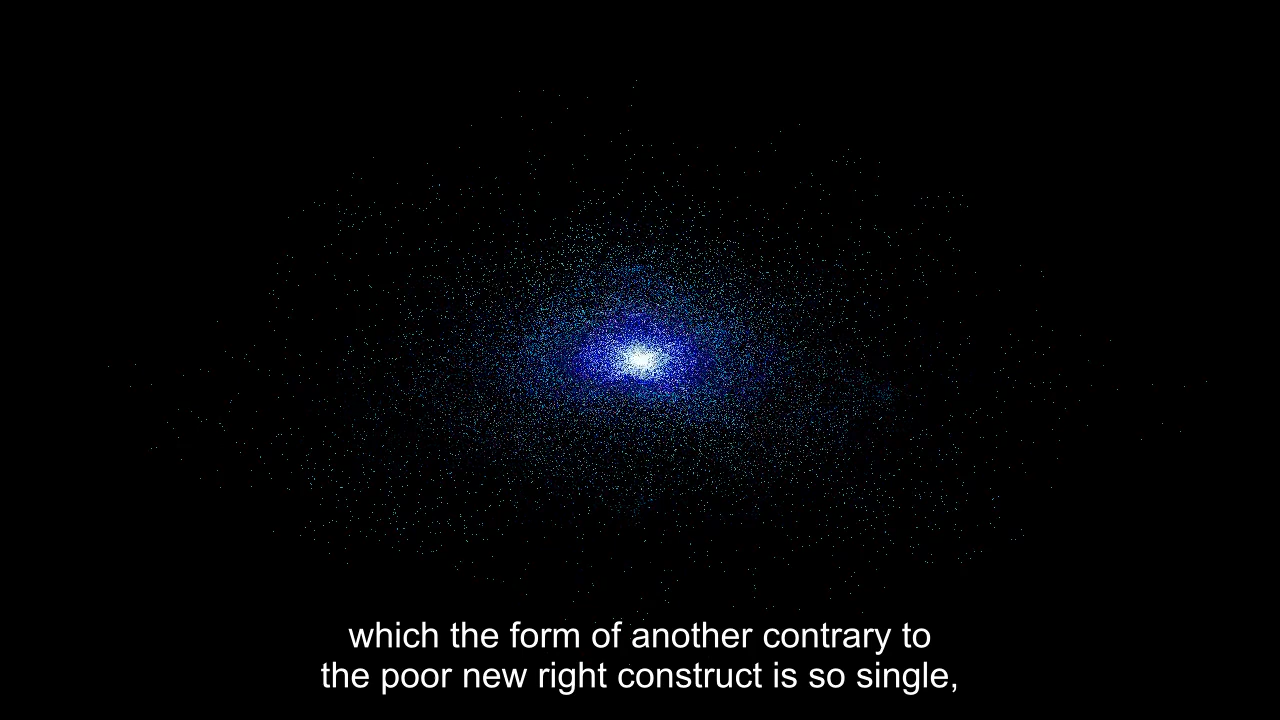 which the form of another contrary to
the poor new right construct is so single,